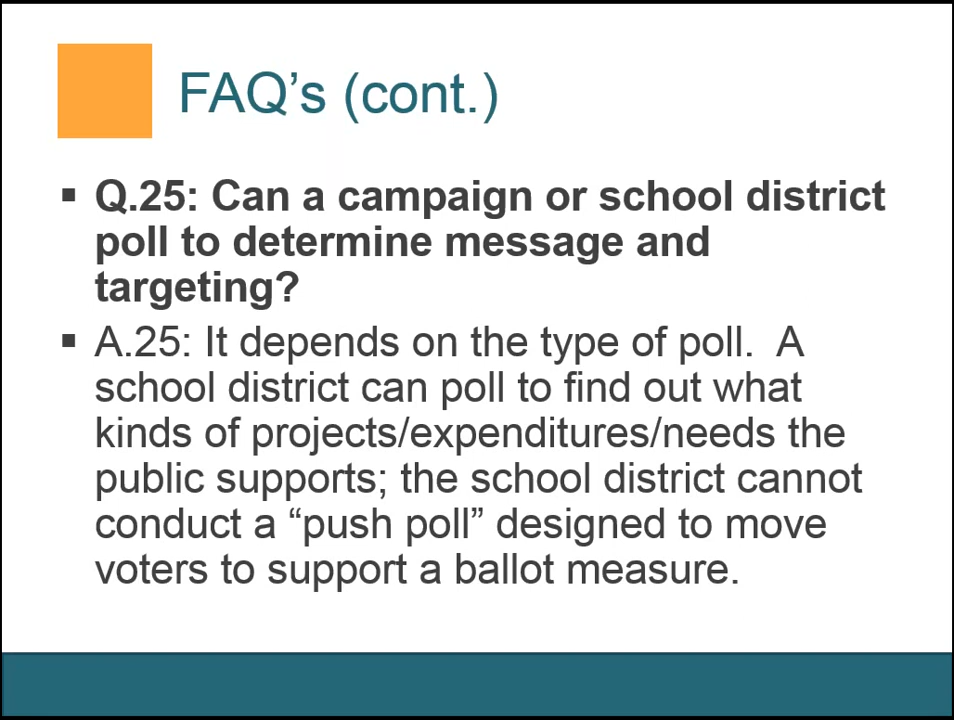 FAQ’s (cont.)
▪ Q.25: Can a campaign or school district
poll to determine message and
targeting?
▪ A.25: It depends on the type of poll.  A
school district can poll to find out what
kinds of projects/expenditures/needs the
public supports; the school district cannot
conduct a “push poll” designed to move
voters to support a ballot measure.